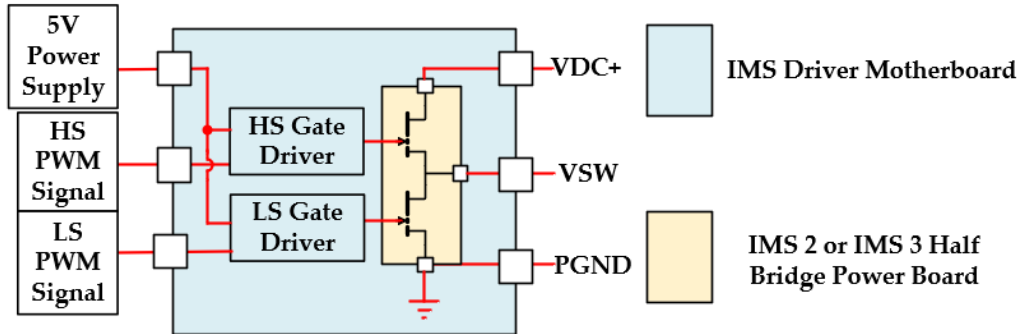 5V
Power
Supply
HS
PWM
Signal
LS
PWM
Signal
HS Gate
Driver
LS Gate
Driver
VDC+
VSW
PGND
IMS Driver Motherboard
IMS 2 or IMS 3 Half
Bridge Power Board